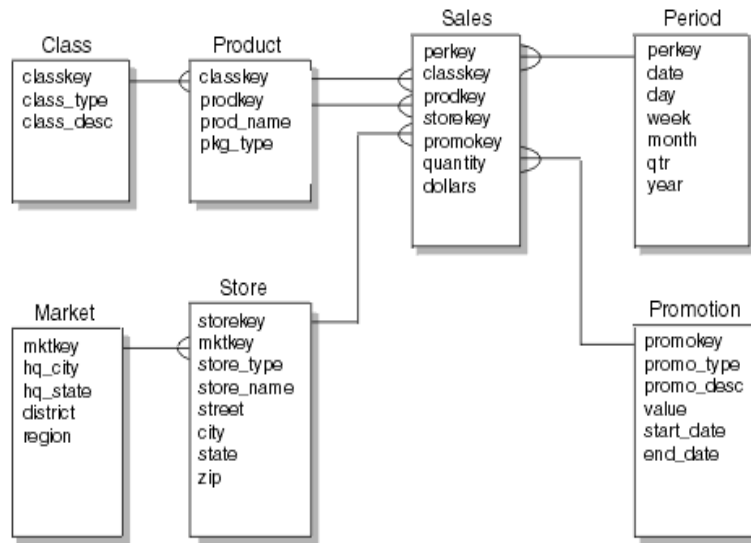 Class
classkey
class_type
class_desc
Product
classkey
prodkey
prod_name
pkg_type
Sales
perkey
classkey
prodkey
storekey
promokey
quantity
dollars
Period
perkey
date
day
week
month
qtr
year
Market
mktkey
hq_city
hq_state
district
region
Store
storekey
mktkey
store_type
store_name
street
city
state
zip
Promotion
promokey
promo_type
promo_desc
value
start_date
end_date